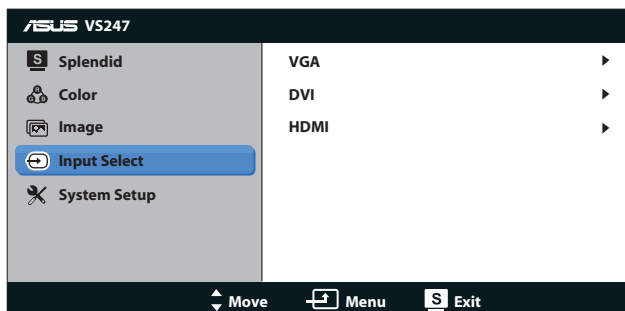 ASUS VS247
S Splendid
R G B Color
Image
Input Select
System Setup
VGA
DVI
HDMI
Move Menu S Exit